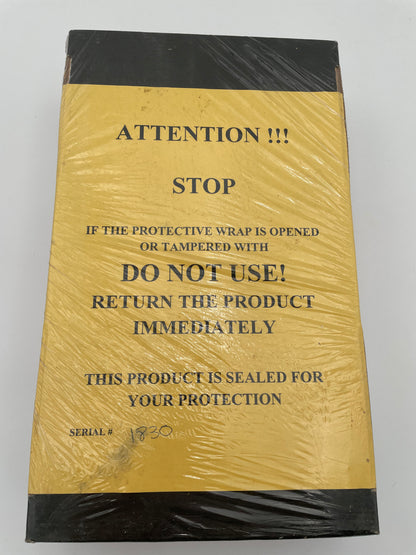 ATTENTION !!!
STOP
IF THE PROTECTIVE WRAP IS OPENED
OR TAMPERED WITH
DO NOT USE!
RETURN THE PRODUCT
IMMEDIATELY
THIS PRODUCT IS SEALED FOR
YOUR PROTECTION
SERIAL # 1830